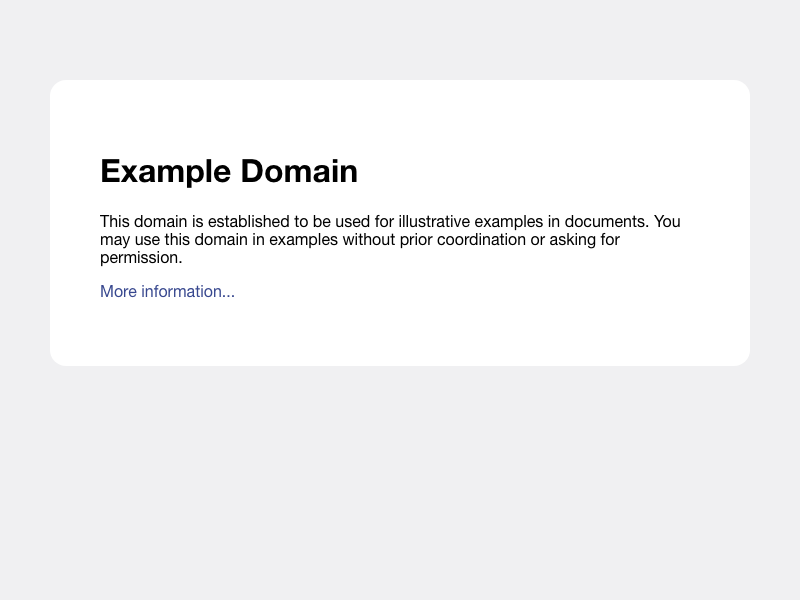 Example Domain
This domain is established to be used for illustrative examples in documents. You
may use this domain in examples without prior coordination or asking for
permission.
More information...